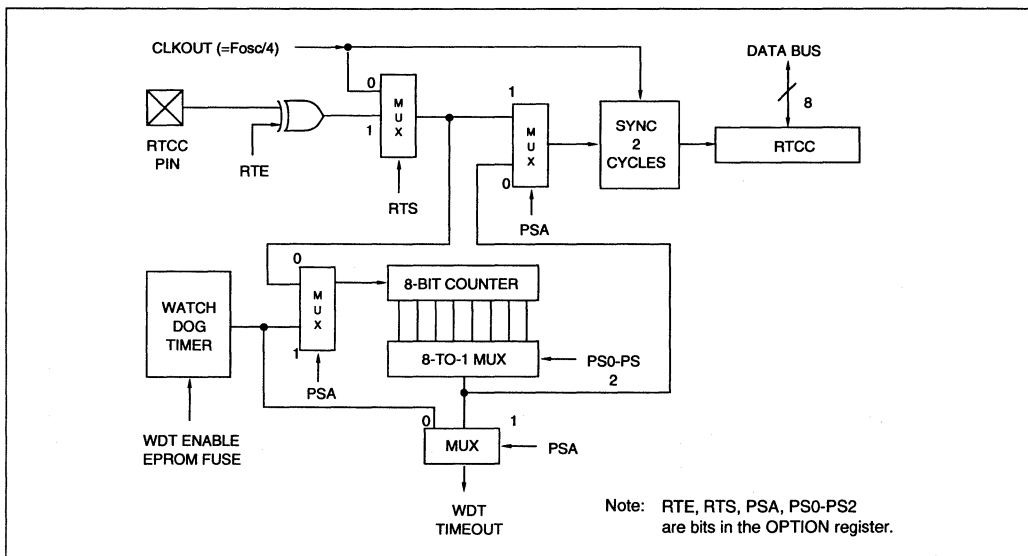 CLKOUT (=Fosc/4)
DATA BUS
8
0
1
M
U
X
1
0
M
U
X
SYNC
2
CYCLES
RTCC
RTCC
PIN
RTE
RTS
PSA
WATCH
DOG
TIMER
0
1
M
U
X
8-BIT COUNTER
8-TO-1 MUX
PS0-PS
2
PSA
0
1
MUX
PSA
WDT ENABLE
EPROM FUSE
WDT
TIMEOUT
Note: RTE, RTS, PSA, PS0-PS2
are bits in the OPTION register.